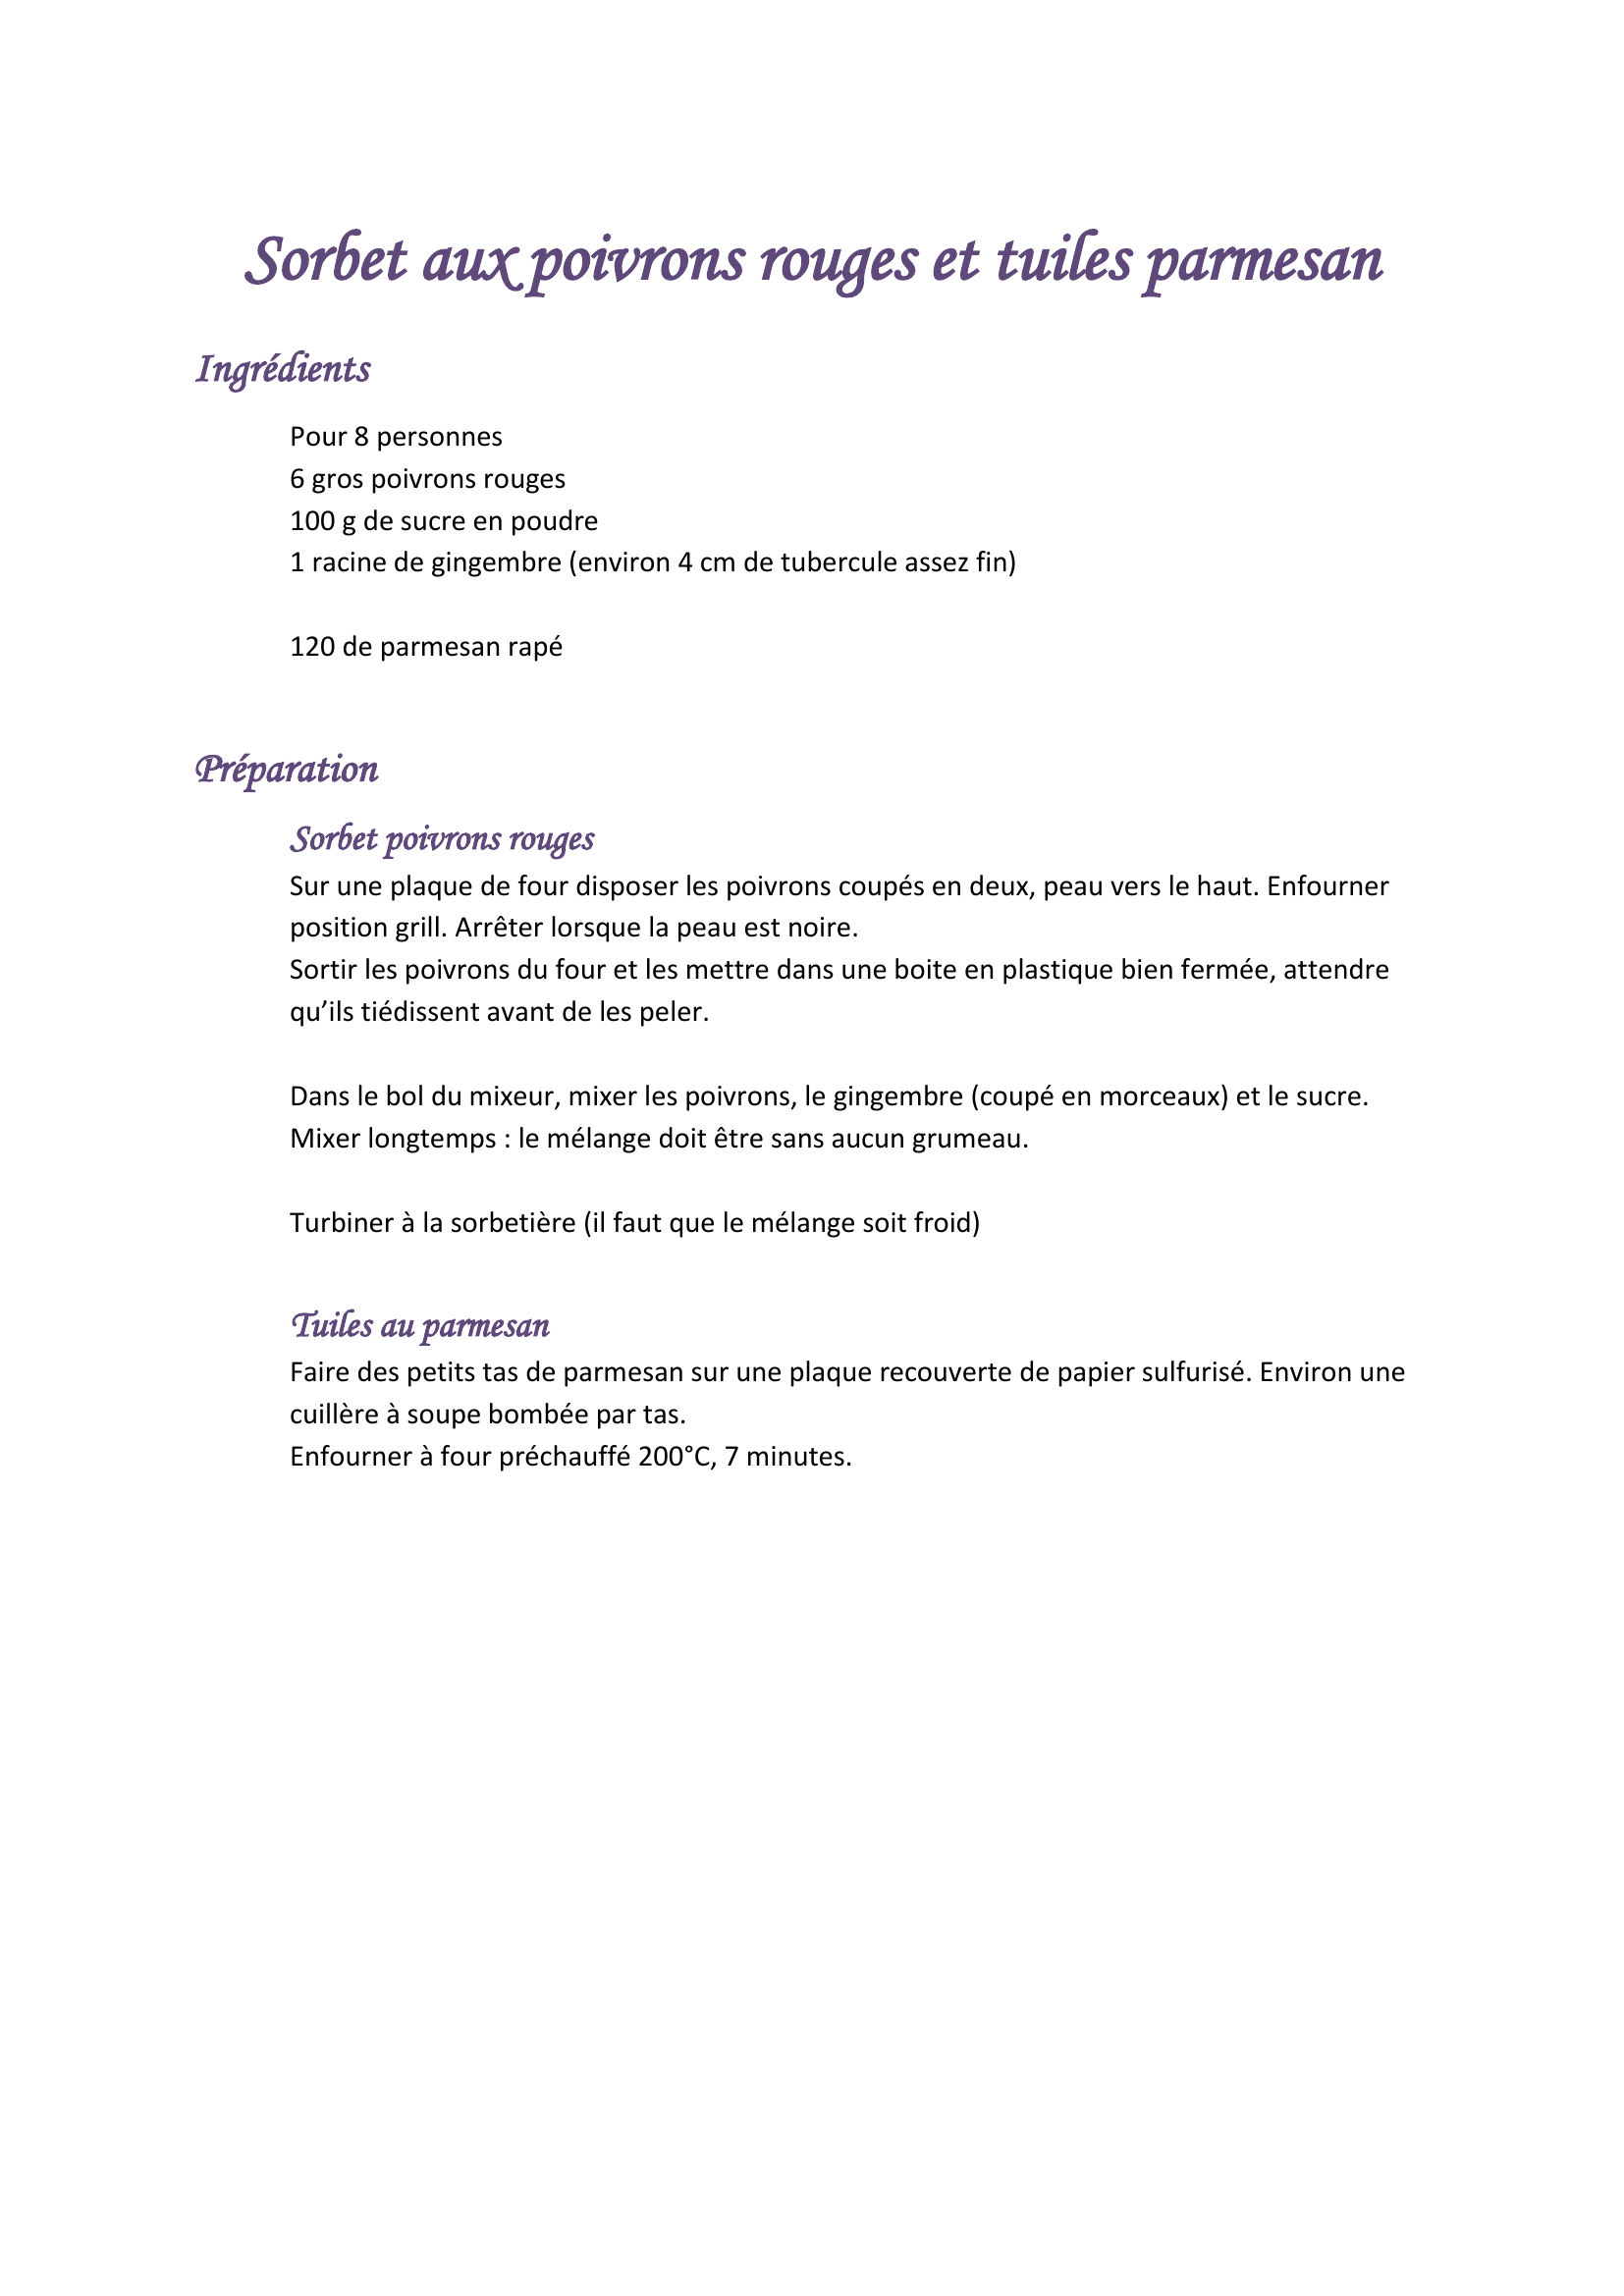 Sorbet aux poivrons rouges et tuiles parmesan
Ingrédients
Pour 8 personnes
6 gros poivrons rouges
100 g de sucre en poudre
1 racine de gingembre (environ 4 cm de tubercule assez fin)
120 de parmesan rapé
Préparation
Sorbet poivrons rouges
Sur une plaque de four disposer les poivrons coupés en deux, peau vers le haut. Enfourner
position grill. Arrêter lorsque la peau est noire.
Sortir les poivrons du four et les mettre dans une boite en plastique bien fermée, attendre
qu’ils tiédissent avant de les peler.
Dans le bol du mixeur, mixer les poivrons, le gingembre (coupé en morceaux) et le sucre.
Mixer longtemps : le mélange doit être sans aucun grumeau.
Turbiner à la sorbetière (il faut que le mélange soit froid)
Tuiles au parmesan
Faire des petits tas de parmesan sur une plaque recouverte de papier sulfurisé. Environ une
cuillère à soupe bombée par tas.
Enfourner à four préchauffé 200°C, 7 minutes.